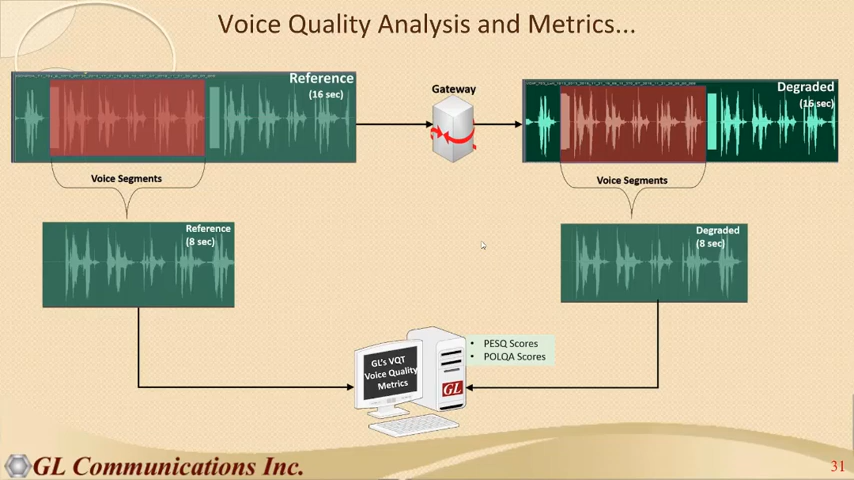 Voice Quality Analysis and Metrics...
Reference
(16 sec)
Gateway
Degraded
(16 sec)
Voice Segments
Voice Segments
Reference
(8 sec)
Degraded
(8 sec)
GL's VQT
Voice Quality
Metrics
GL
• PESQ Scores
• POLQA Scores
GL Communications Inc.
31